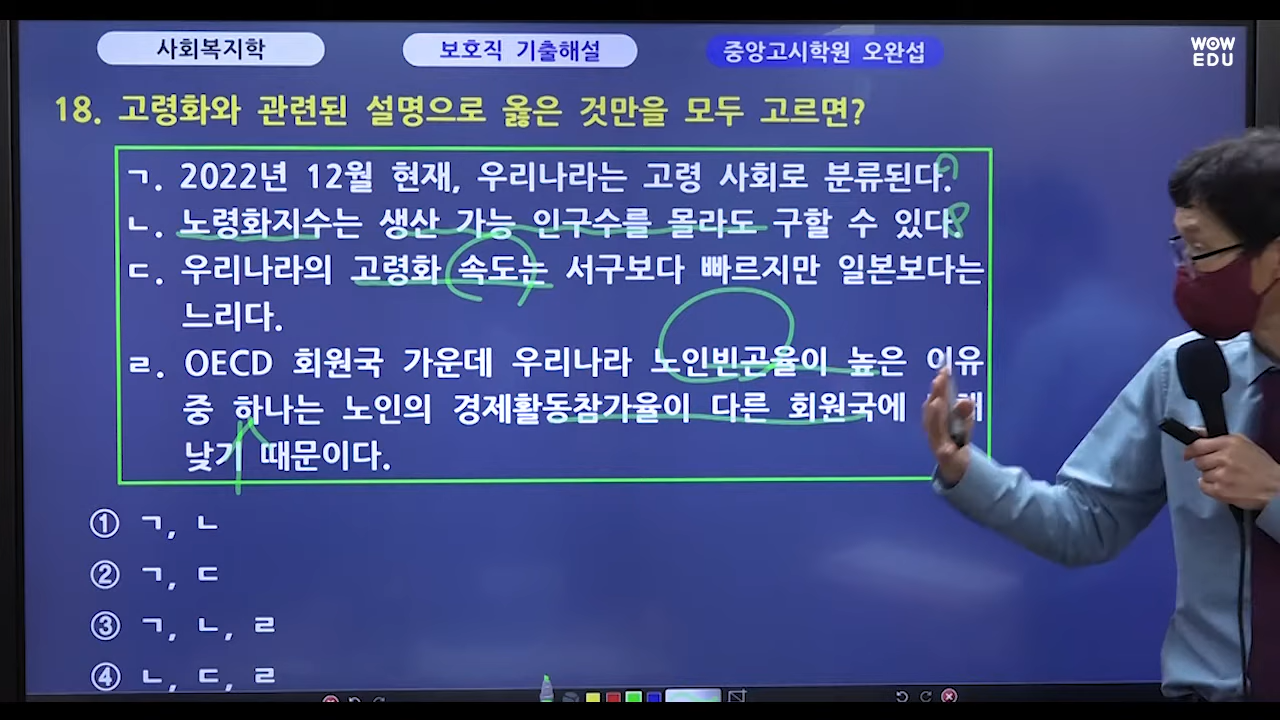 사회복지학
보호직 기출해설
중앙고시학원 오완섭
WOW
EDU
18. 고령화와 관련된 설명으로 옳은 것만을 모두 고르면?
ㄱ. 2022년 12월 현재, 우리나라는 고령 사회로 분류된다.
ㄴ. 노령화지수는 생산 가능 인구수를 몰라도 구할 수 있다.
ㄷ. 우리나라의 고령화 속도는 서구보다 빠르지만 일본보다는
느리다.
ㄹ. OECD 회원국 가운데 우리나라 노인빈곤율이 높은 이유
중 하나는 노인의 경제활동참가율이 다른 회원국에
낮기 때문이다.
① ㄱ, ㄴ
② ㄱ, ㄷ
③ ㄱ, ㄴ, ㄹ
④ ㄴ, ㄷ, ㄹ